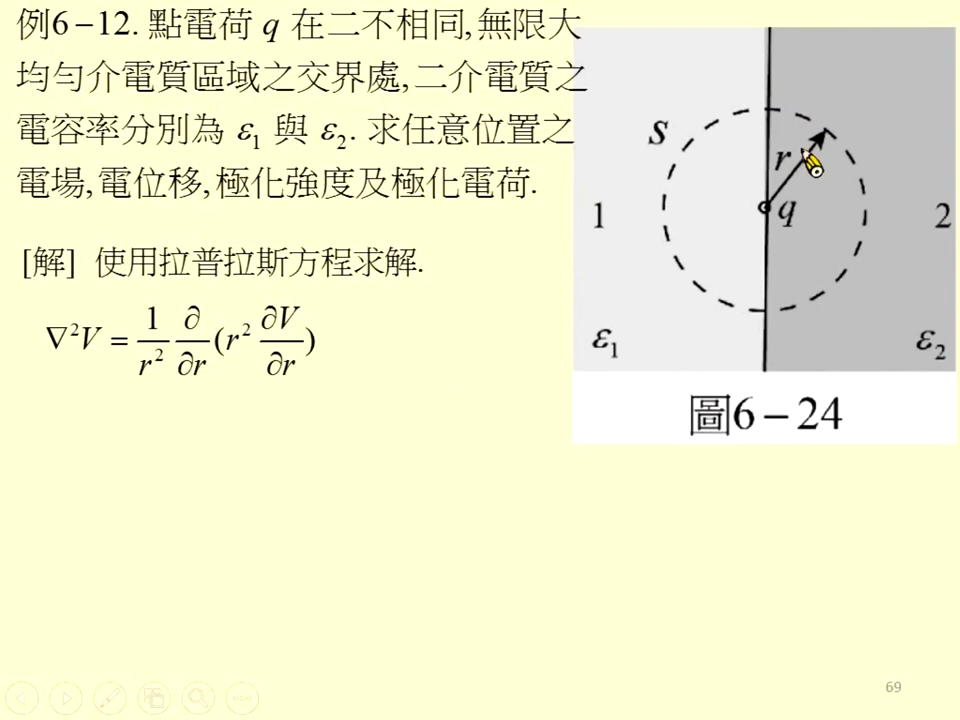 例6−12. 點電荷 q 在二不相同,無限大
均勻介電質區域之交界處,二介電質之
電容率分別為 ε₁ 與 ε₂. 求任意位置之
電場,電位移,極化強度及極化電荷.
[解] 使用拉普拉斯方程求解.
∇²V = 1/r² ∂/∂r (r² ∂V/∂r)
S
r
q
1
2
ε₁
ε₂
圖6−24
69